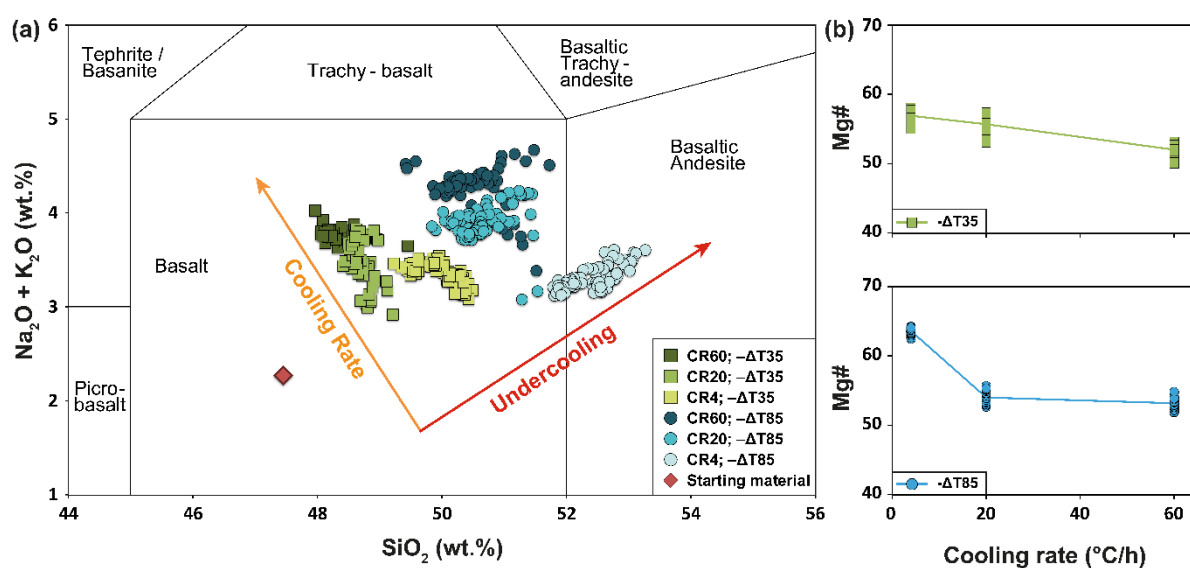 (a)
Na₂O + K₂O (wt.%)
6
5
4
3
2
1
Tephrite /
Basanite
Trachy - basalt
Basaltic
Trachy -
andesite
Basalt
Basaltic
Andesite
Picro-
basalt
Cooling Rate
Undercooling
CR60; –ΔT35
CR20; –ΔT35
CR4; –ΔT35
CR60; –ΔT85
CR20; –ΔT85
CR4; –ΔT85
Starting material
44 46 48 50 52 54 56
SiO₂ (wt.%)
(b)
Mg#
70
60
50
40
-ΔT35
Mg#
70
60
50
40
-ΔT85
0 20 40 60
Cooling rate (°C/h)